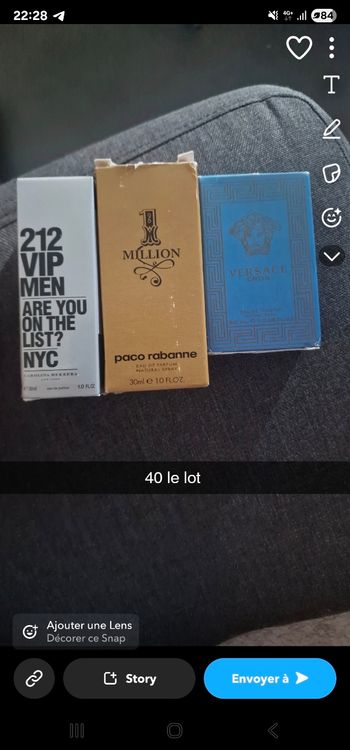 22:28
4G+
84
T
212
VIP
MEN
ARE YOU
ON THE
LIST?
NYC
CAROLINA HERRERA
1.0 FL.OZ
1
MILLION
paco rabanne
EAU DE PARFUM
NATURAL SPRAY
30ml e 1.0 FL.OZ.
VERSACE
EROS
40 le lot
Ajouter une Lens
Décorer ce Snap
Story
Envoyer à